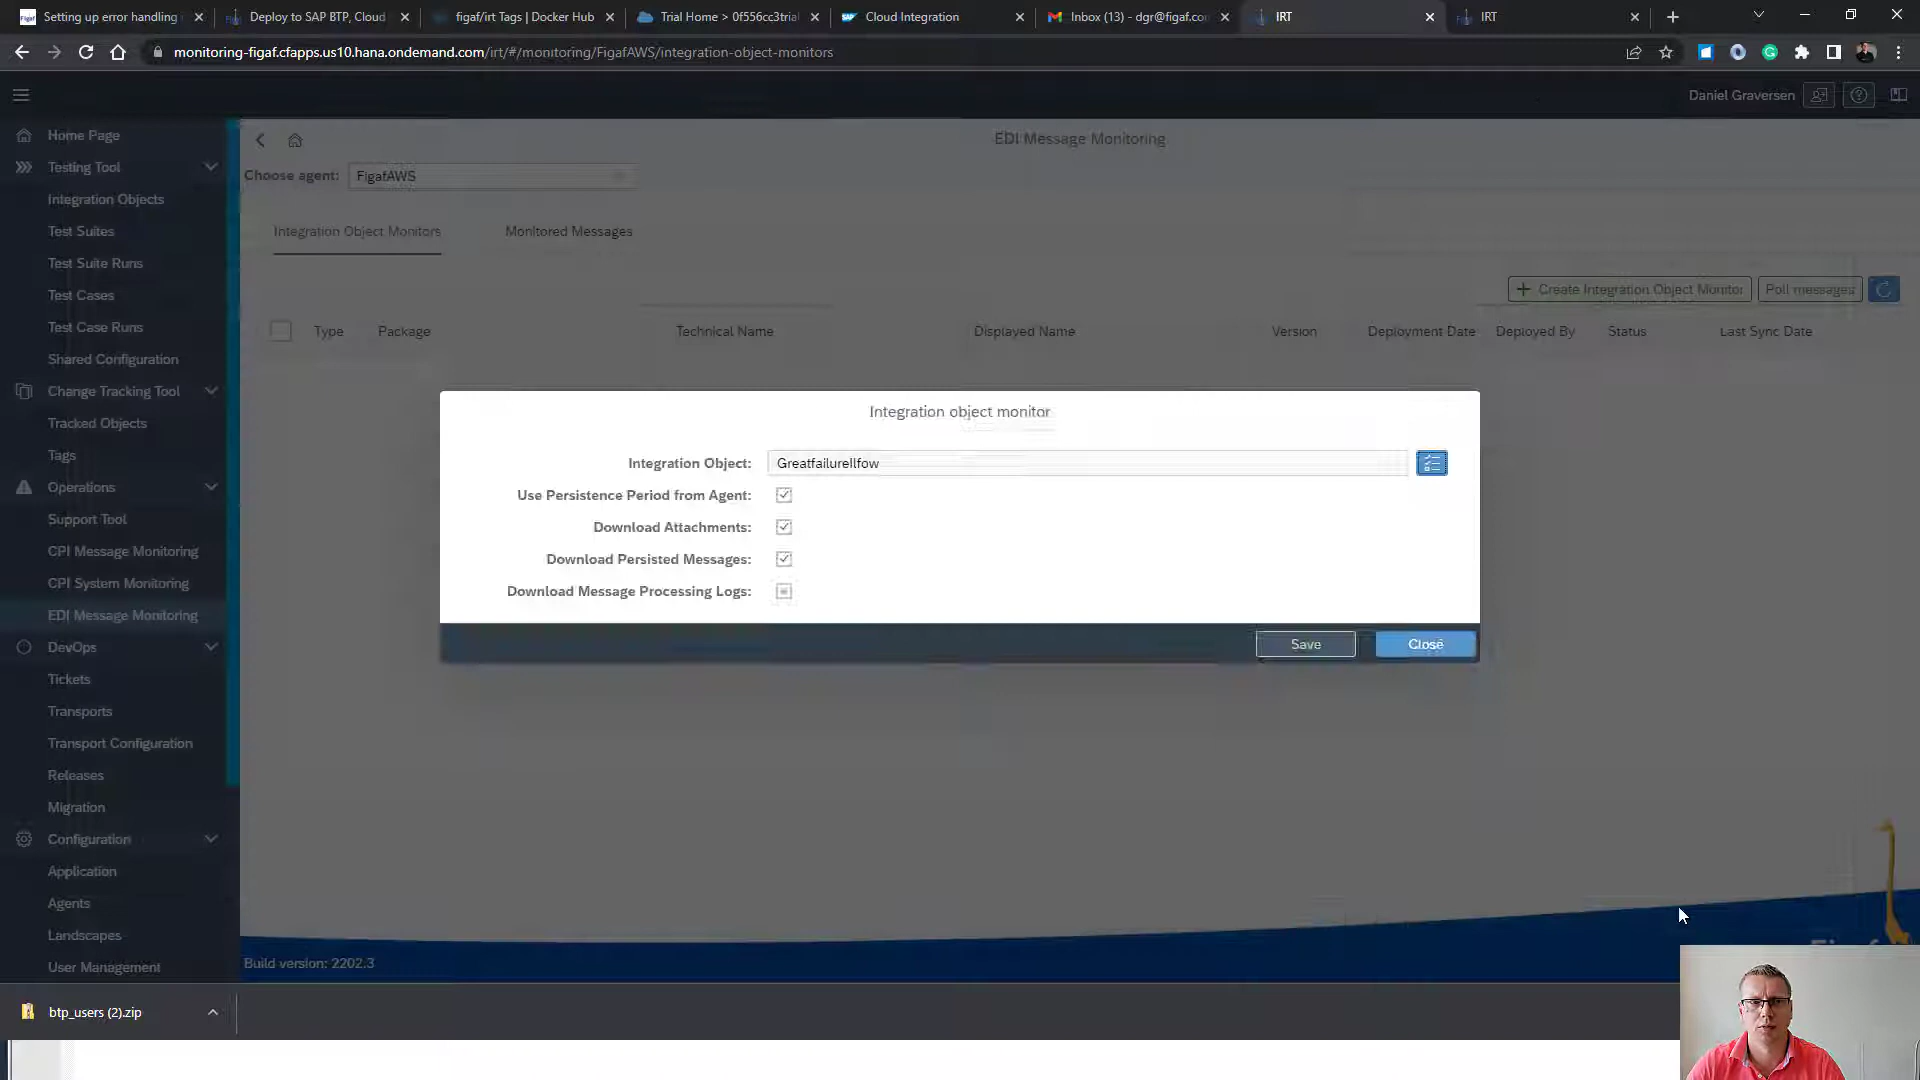 Setting up error handling
Deploy to SAP BTP, Cloud
figaf/irt Tags | Docker Hub
Trial Home > 0f556cc3trial
Cloud Integration
Inbox (13) - dgr@figaf.co
IRT
IRT
monitoring-figaf.cfapps.us10.hana.ondemand.com/irt/#/monitoring/FigafAWS/integration-object-monitors
Daniel Graversen
Home Page
Testing Tool
Integration Objects
Test Suites
Test Suite Runs
Test Cases
Test Case Runs
Shared Configuration
Change Tracking Tool
Tracked Objects
Tags
Operations
Support Tool
CPI Message Monitoring
CPI System Monitoring
EDI Message Monitoring
DevOps
Tickets
Transports
Transport Configuration
Releases
Migration
Configuration
Application
Agents
Landscapes
User Management
EDI Message Monitoring
Choose agent: FigafAWS
Integration Object Monitors
Monitored Messages
Create Integration Object Monitor
Poll messages
Type
Package
Technical Name
Displayed Name
Version
Deployment Date
Deployed By
Status
Last Sync Date
Integration object monitor
Integration Object: GreatfailureIlfow
Use Persistence Period from Agent:
Download Attachments:
Download Persisted Messages:
Download Message Processing Logs:
Save
Close
Build version: 2202.3
btp_users (2).zip